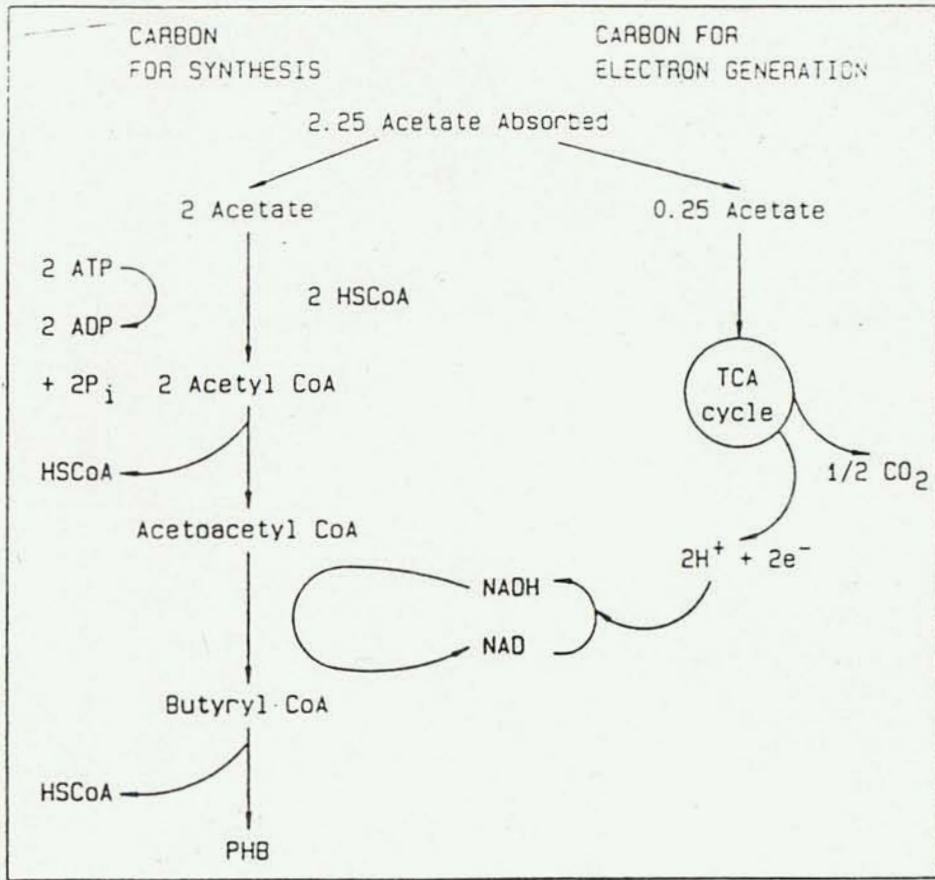 CARBON
FOR SYNTHESIS
CARBON FOR
ELECTRON GENERATION
2.25 Acetate Absorbed
2 Acetate
0.25 Acetate
2 ATP
2 HSCoA
2 ADP
+ 2Pi
2 Acetyl CoA
TCA
cycle
HSCoA
1/2 CO2
Acetoacetyl CoA
2H+ + 2e-
NADH
NAD
Butyryl CoA
HSCoA
PHB